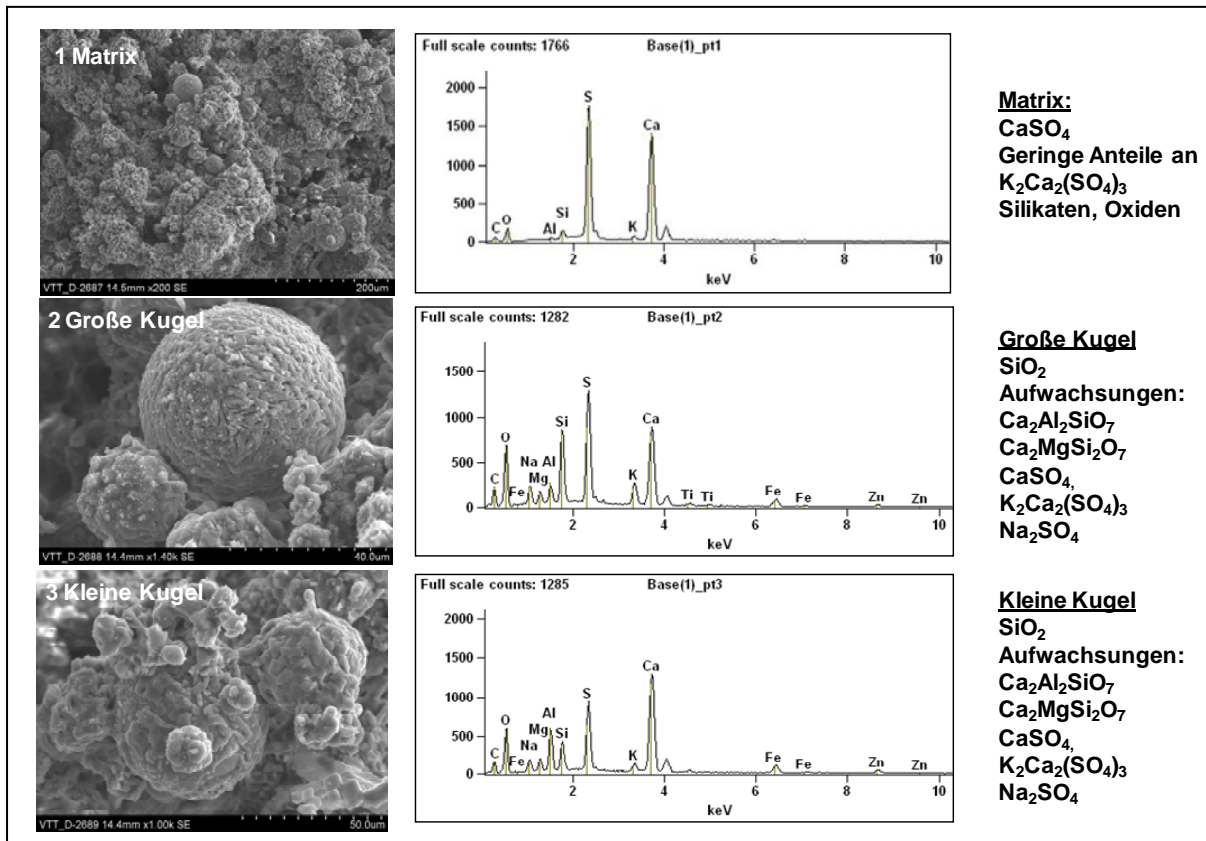 1 Matrix
VTT_D-2687 14.5mm x200 SE
200um
Full scale counts: 1766
Base(1)_pt1
2000
1500
1000
500
0
C
O
Al
Si
S
K
Ca
2
4
6
8
10
keV
Matrix:
CaSO₄
Geringe Anteile an
K₂Ca₂(SO₄)₃
Silikaten, Oxiden
2 Große Kugel
VTT_D-2688 14.4mm x1.40k SE
40.0um
Full scale counts: 1282
Base(1)_pt2
1500
1000
500
0
C
O
Fe
Na
Mg
Al
Si
S
K
Ca
Ti
Ti
Fe
Fe
Zn
Zn
2
4
6
8
10
keV
Große Kugel
SiO₂
Aufwachsungen:
Ca₂Al₂SiO₇
Ca₂MgSi₂O₇
CaSO₄,
K₂Ca₂(SO₄)₃
Na₂SO₄
3 Kleine Kugel
VTT_D-2689 14.4mm x1.00k SE
50.0um
Full scale counts: 1285
Base(1)_pt3
2000
1500
1000
500
0
C
O
Fe
Na
Mg
Al
Si
S
K
Ca
Fe
Fe
Zn
Zn
2
4
6
8
10
keV
Kleine Kugel
SiO₂
Aufwachsungen:
Ca₂Al₂SiO₇
Ca₂MgSi₂O₇
CaSO₄,
K₂Ca₂(SO₄)₃
Na₂SO₄